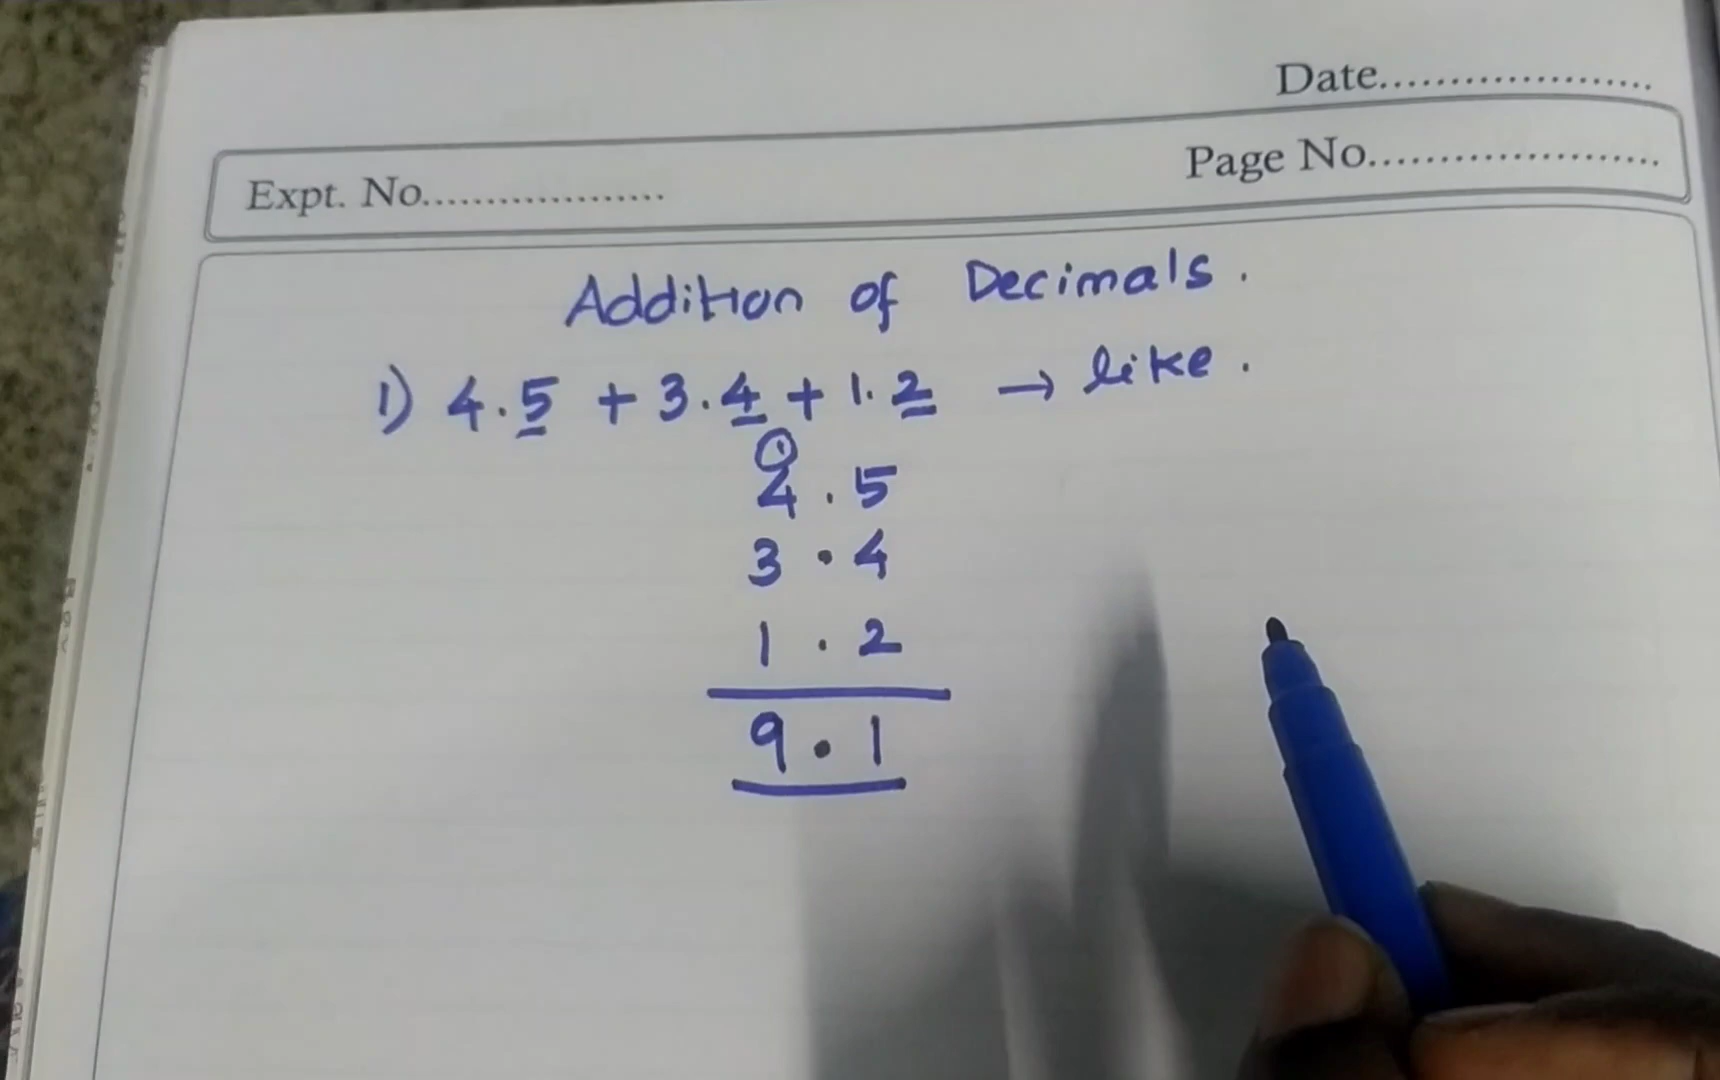 Date....................
Page No.....................
Expt. No...................
Addition of Decimals.
1) 4.5 + 3.4 + 1.2 → like.
1
4.5
3.4
1.2
9.1